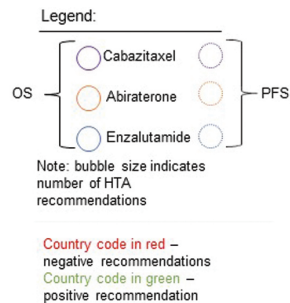 Legend:
Cabazitaxel
OS
Abiraterone
PFS
Enzalutamide
Note: bubble size indicates
number of HTA
recommendations
Country code in red –
negative recommendations
Country code in green –
positive recommendation